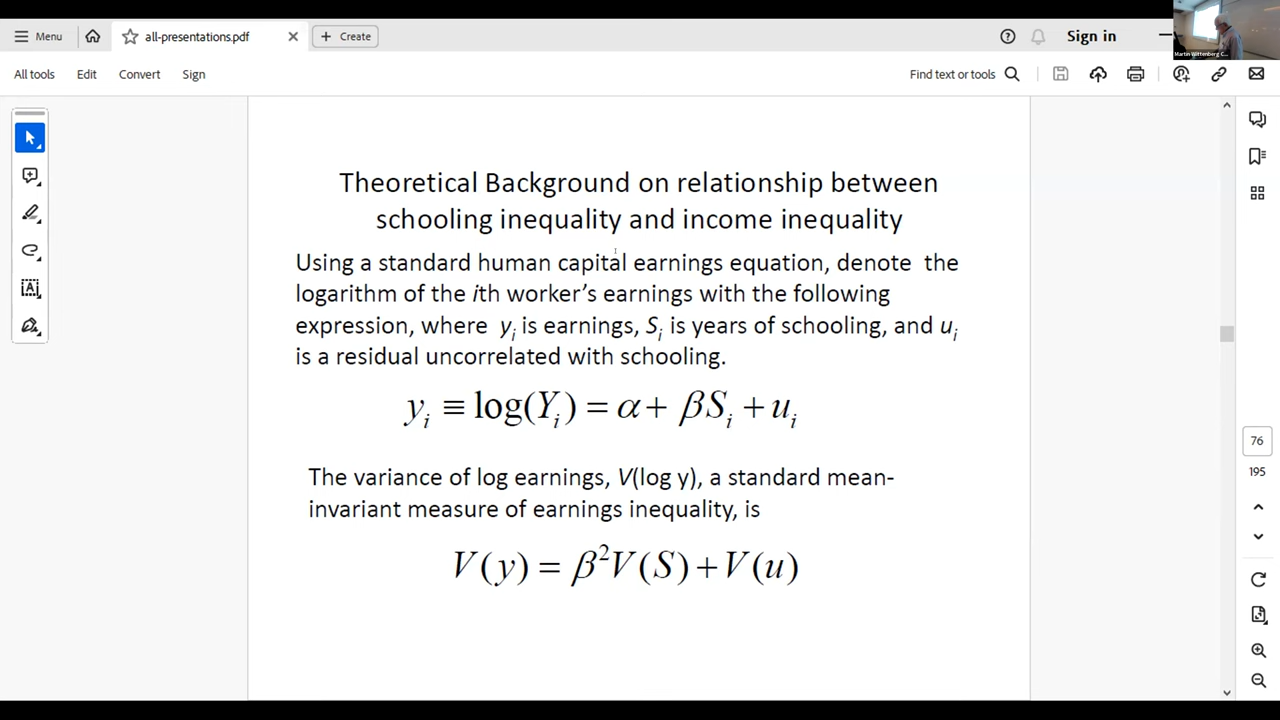 Menu
all-presentations.pdf
Create
Sign in
Martin Wittenberg C...
All tools
Edit
Convert
Sign
Find text or tools
Theoretical Background on relationship between
schooling inequality and income inequality
Using a standard human capital earnings equation, denote the
logarithm of the ith worker’s earnings with the following
expression, where yᵢ is earnings, Sᵢ is years of schooling, and uᵢ
is a residual uncorrelated with schooling.
yᵢ ≡ log(Yᵢ) = α + βSᵢ + uᵢ
The variance of log earnings, V(log y), a standard mean-
invariant measure of earnings inequality, is
V(y) = β²V(S) + V(u)
76
195